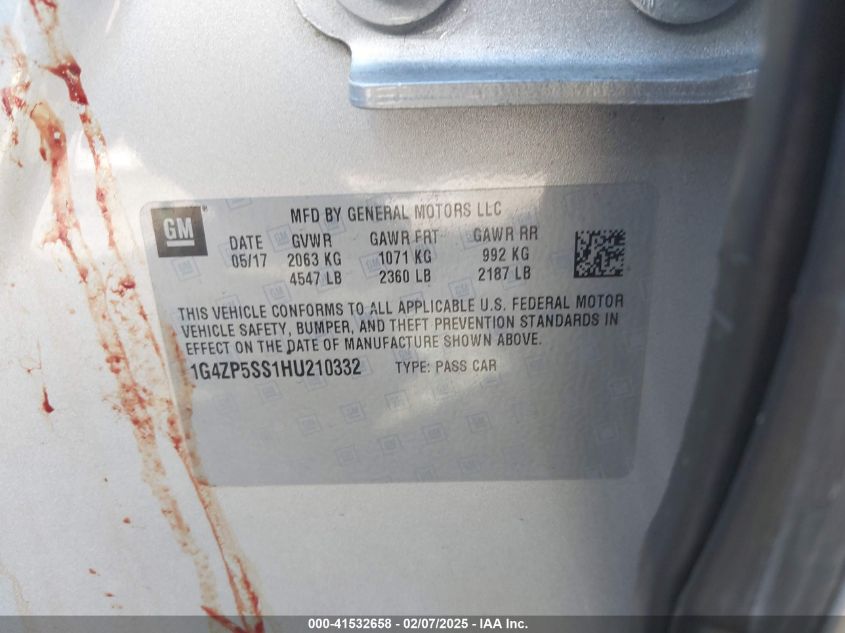 GM
MFD BY GENERAL MOTORS LLC
DATE GVWR GAWR FRT GAWR RR
05/17 2063 KG 1071 KG 992 KG
4547 LB 2360 LB 2187 LB
THIS VEHICLE CONFORMS TO ALL APPLICABLE U.S. FEDERAL MOTOR
VEHICLE SAFETY, BUMPER, AND THEFT PREVENTION STANDARDS IN
EFFECT ON THE DATE OF MANUFACTURE SHOWN ABOVE.
1G4ZP5SS1HU210332 TYPE: PASS CAR
000-41532658 - 02/07/2025 - IAA Inc.